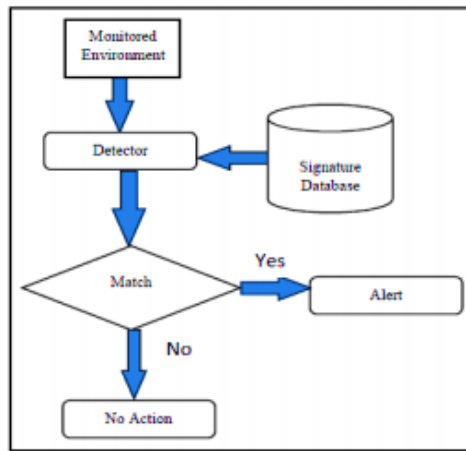 Monitored
Environment
Detector
Signature
Database
Match
Yes
Alert
No
No Action